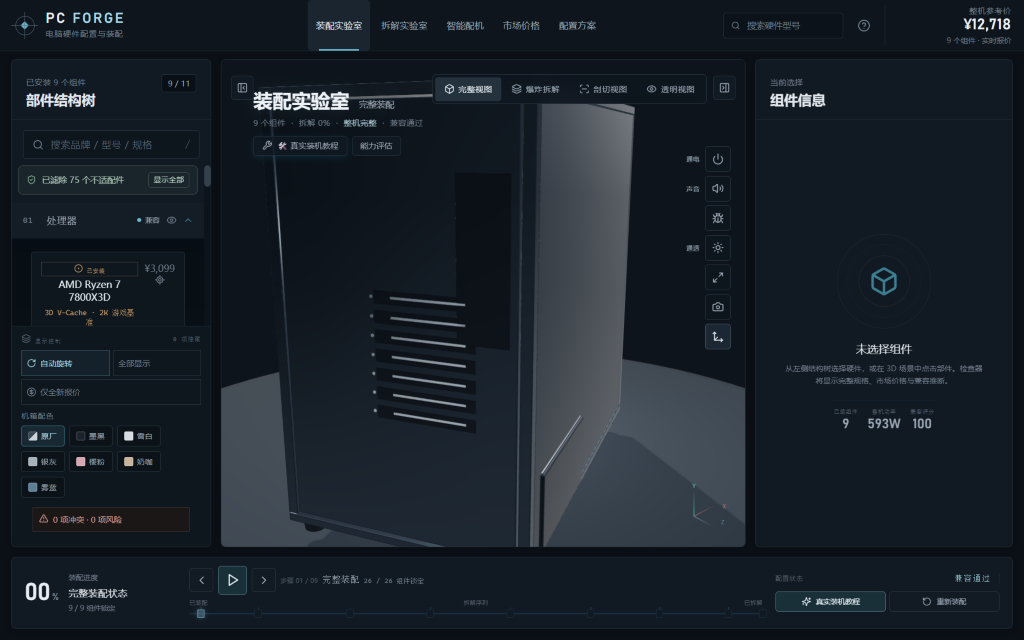 PC FORGE
电脑硬件配置与装配
装配实验室
拆解实验室
智能配机
市场价格
配置方案
搜索硬件型号
整机参考价
¥12,718
9 个组件 · 实时报价
已安装 9 个组件
部件结构树
9 / 11
搜索品牌 / 型号 / 规格
/
已滤除 75 个不适配件
显示全部
01
处理器
兼容
已安装
¥3,099
AMD Ryzen 7
7800X3D
3D V-Cache · 2K 游戏基
准
显示控制
自动旋转
全部显示
仅全新报价
机箱配色
原厂
墨黑
雪白
银灰
樱粉
奶咖
雾蓝
0 项冲突 · 0 项风险
装配实验室
完整装配
9 个组件 · 拆解 0% · 整机完整 · 兼容通过
真实装机教程
能力评估
完整视图
爆炸拆解
剖切视图
透明视图
通电
声音
Y
X
Z
当前选择
组件信息
未选择组件
从左侧结构树选择硬件，或在 3D 场景中点击部件。检查器
将显示完整规格、市场价格与兼容推断。
已装组件
整机功率
兼容评分
9
593W
100
00%
装配进度
完整装配状态
9 / 9 组件锁定
步骤 01 / 09
完整装配
26 / 26 组件锁定
已装配
拆解序列
已拆解
配置状态
兼容通过
真实装机教程
重新装配